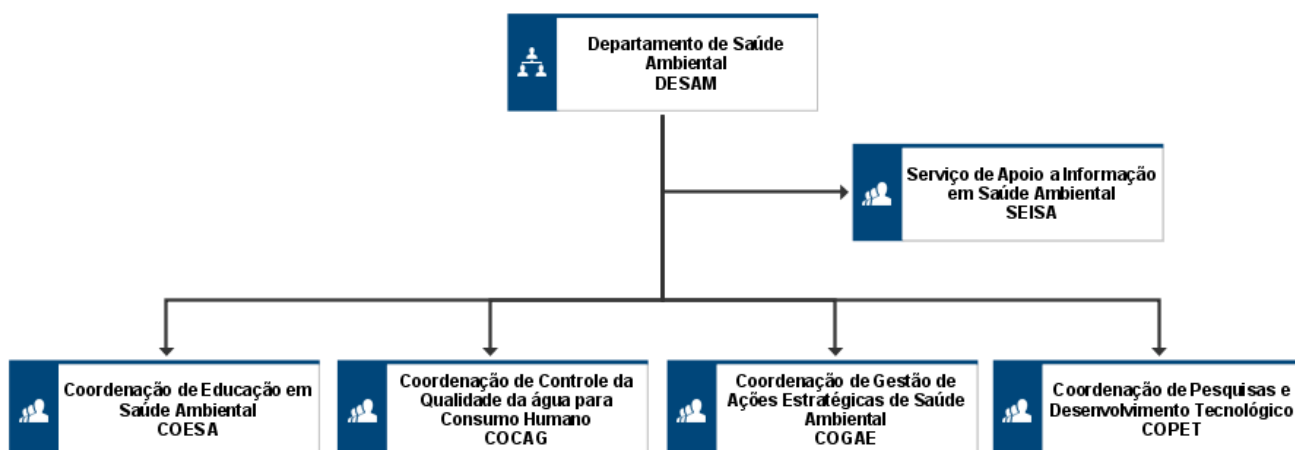 Departamento de Saúde
Ambiental
DESAM
Serviço de Apoio a Informação
em Saúde Ambiental
SEISA
Coordenação de Educação em
Saúde Ambiental
COESA
Coordenação de Controle da
Qualidade da água para
Consumo Humano
COCAG
Coordenação de Gestão de
Ações Estratégicas de Saúde
Ambiental
COGAE
Coordenação de Pesquisas e
Desenvolvimento Tecnológico
COPET